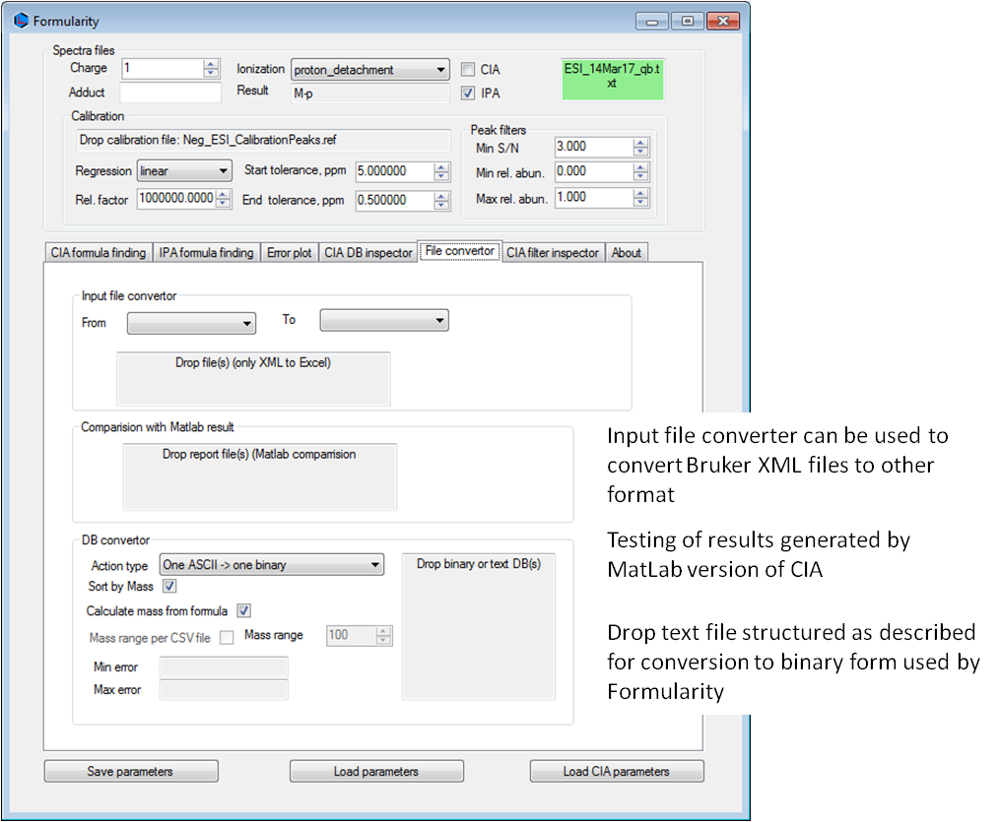 Formularity
Spectra files
Charge 1 Ionization proton_detachment CIA
Adduct Result M-p IPA
ESI_14Mar17_qb.t
xt
Calibration
Drop calibration file: Neg_ESI_CalibrationPeaks.ref
Regression linear Start tolerance, ppm 5.000000
Rel. factor 1000000.0000 End tolerance, ppm 0.500000
Peak filters
Min S/N 3.000
Min rel. abun. 0.000
Max rel. abun. 1.000
CIA formula finding IPA formula finding Error plot CIA DB inspector File convertor CIA filter inspector About
Input file convertor
From To
Drop file(s) (only XML to Excel)
Comparision with Matlab result
Drop report file(s) (Matlab comparrision
DB convertor
Action type One ASCII -> one binary
Sort by Mass
Calculate mass from formula
Mass range per CSV file Mass range 100
Min error
Max error
Drop binary or text DB(s)
Input file converter can be used to
convert Bruker XML files to other
format
Testing of results generated by
MatLab version of CIA
Drop text file structured as described
for conversion to binary form used by
Formularity
Save parameters Load parameters Load CIA parameters